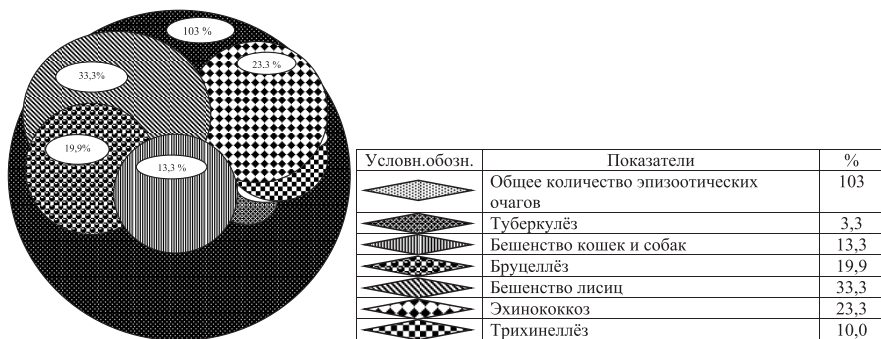 103 %
23.3%
33,3%
19,9%
13,3 %
Условн.обозн. Показатели %
Общее количество эпизоотических 103
очагов
Туберкулёз 3,3
Бешенство кошек и собак 13,3
Бруцеллёз 19,9
Бешенство лисиц 33,3
Эхинококкоз 23,3
Трихинеллёз 10,0